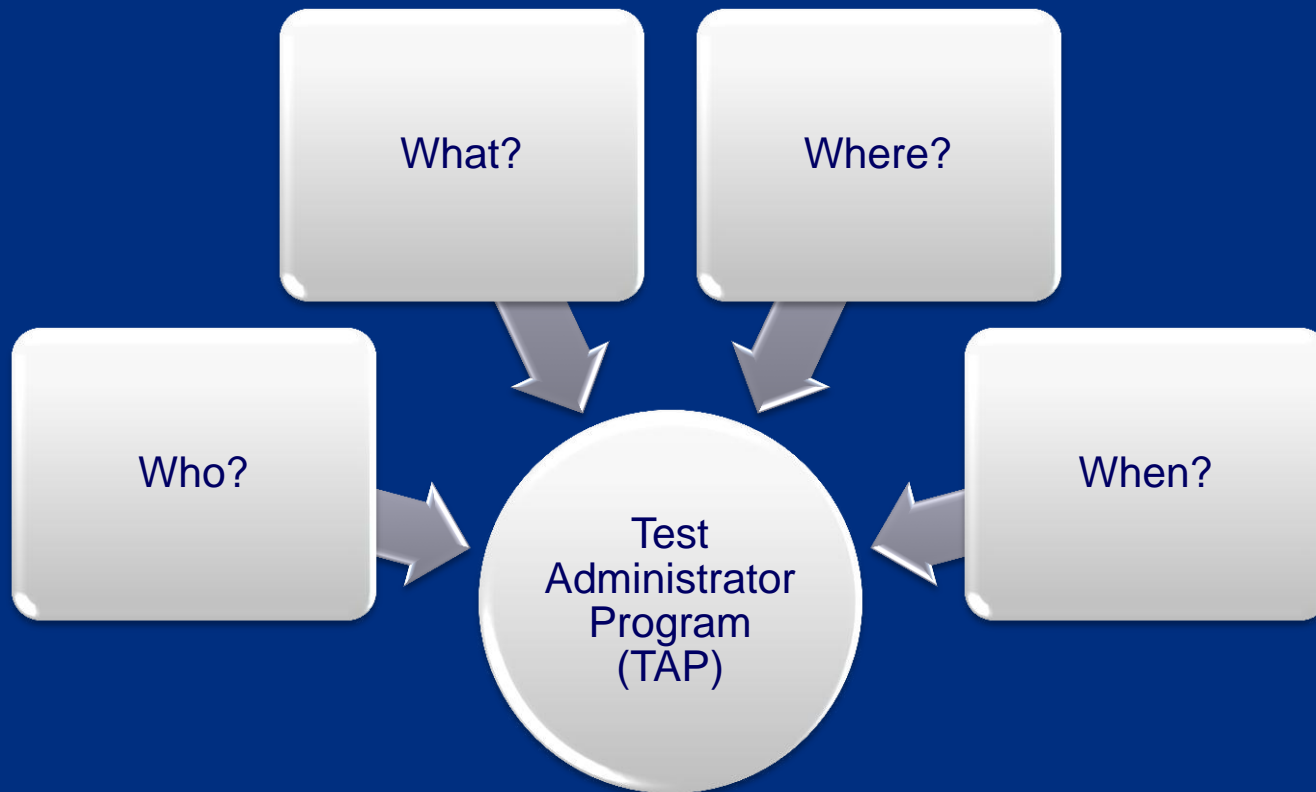 What?
Where?
Who?
When?
Test
Administrator
Program
(TAP)